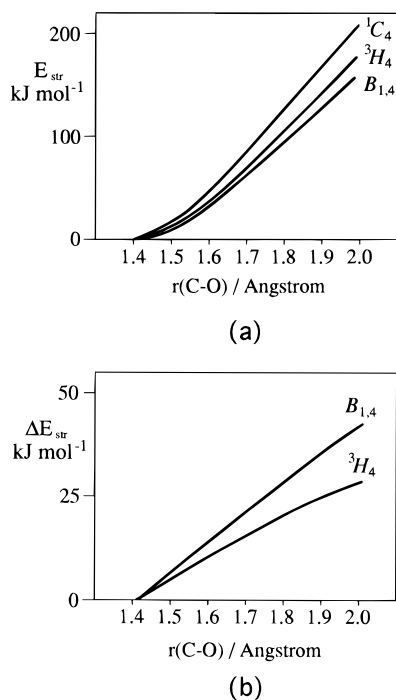 200
¹C₄
E str
kJ mol⁻¹
³H₄
B₁,₄
100
0
1.4 1.5 1.6 1.7 1.8 1.9 2.0
r(C-O) / Angstrom
(a)
50
B₁,₄
ΔE str
kJ mol⁻¹
³H₄
25
0
1.4 1.5 1.6 1.7 1.8 1.9 2.0
r(C-O) / Angstrom
(b)